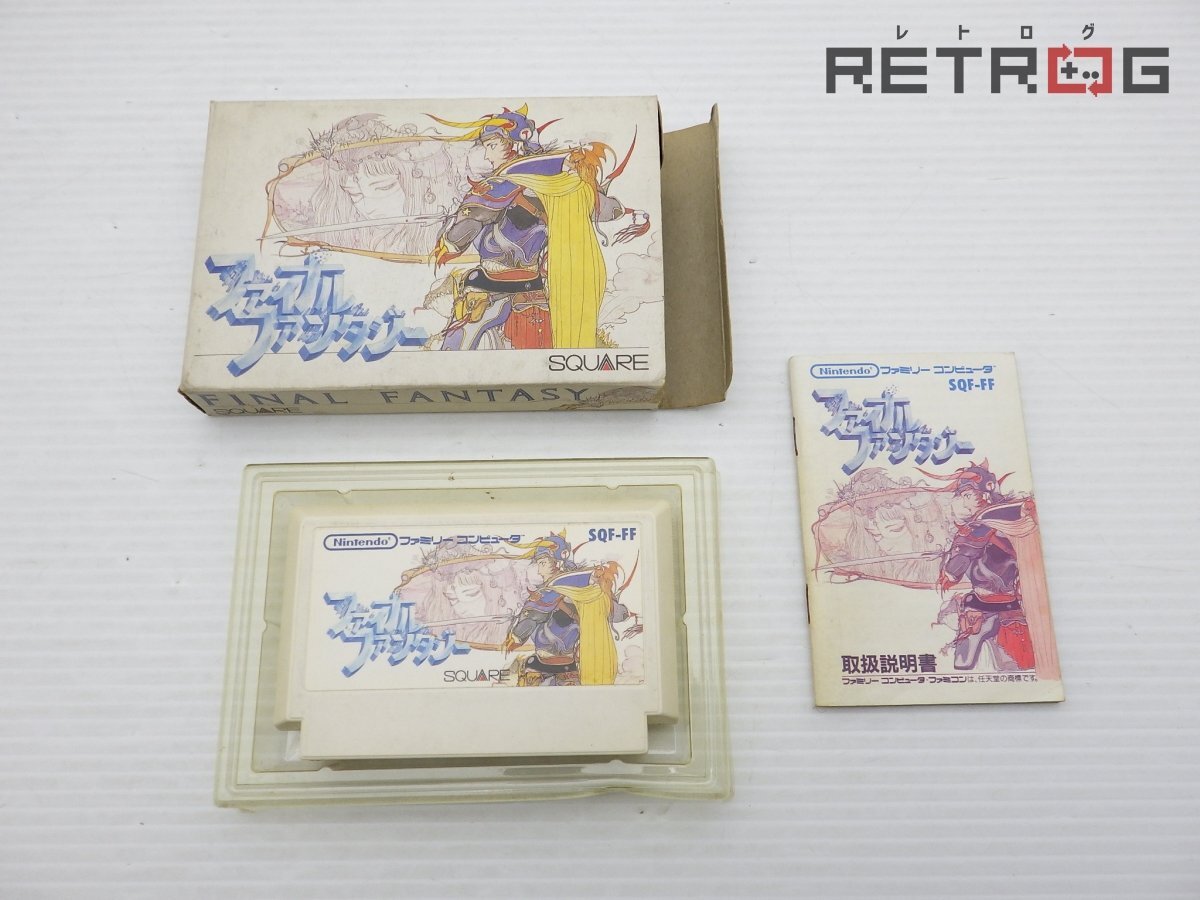 レトログ
RETROG
ファイナル
ファンタジー
SQUARE
FINAL FANTASY
SQUARE
Nintendo ファミリー コンピュータ™
SQF-FF
ファイナル
ファンタジー
取扱説明書
ファミリー コンピュータ・ファミコンは、任天堂の商標です。
Nintendo ファミリー コンピュータ™
SQF-FF
ファイナル
ファンタジー
SQUARE